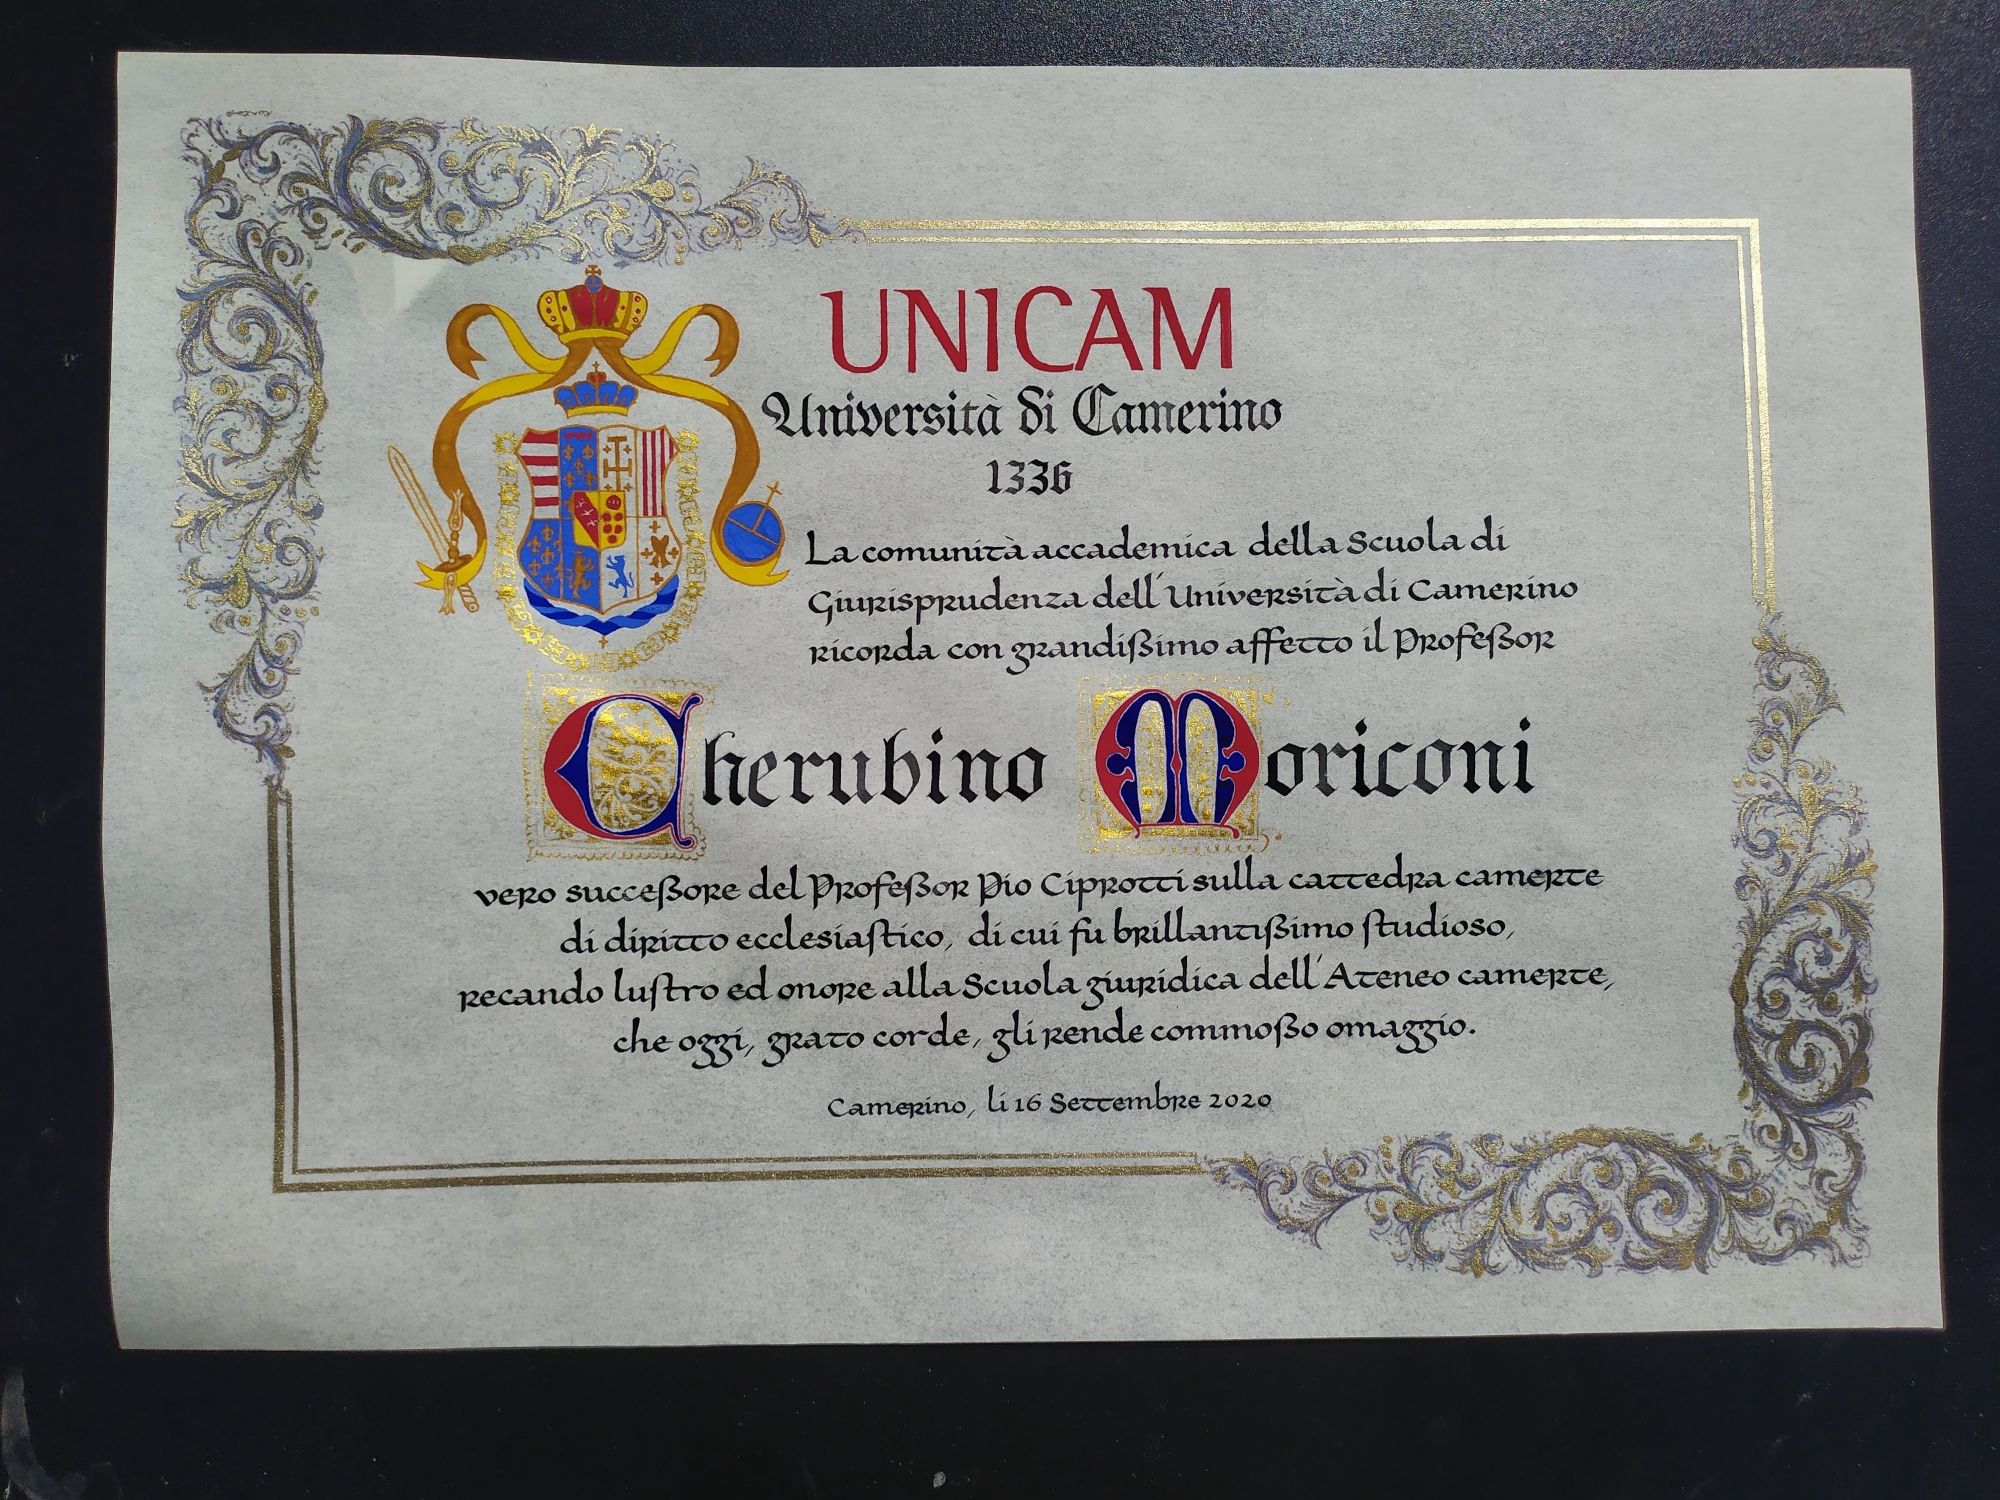 UNICAM
Università di Camerino
1336
La comunità accademica della Scuola di
Giurisprudenza dell'Università di Camerino
ricorda con grandißimo affetto il Profeßor
Cherubino Moriconi
vero succeßore del Profeßor Pio Ciprotti sulla cattedra camerte
di diritto ecclesiaſtico, di cui fu brillantißimo ſtudioso,
recando luſtro ed onore alla Scuola giuridica dell'Ateneo camerte,
che oggi, grato corde, gli rende commoßo omaggio.
Camerino, li 16 Settembre 2020